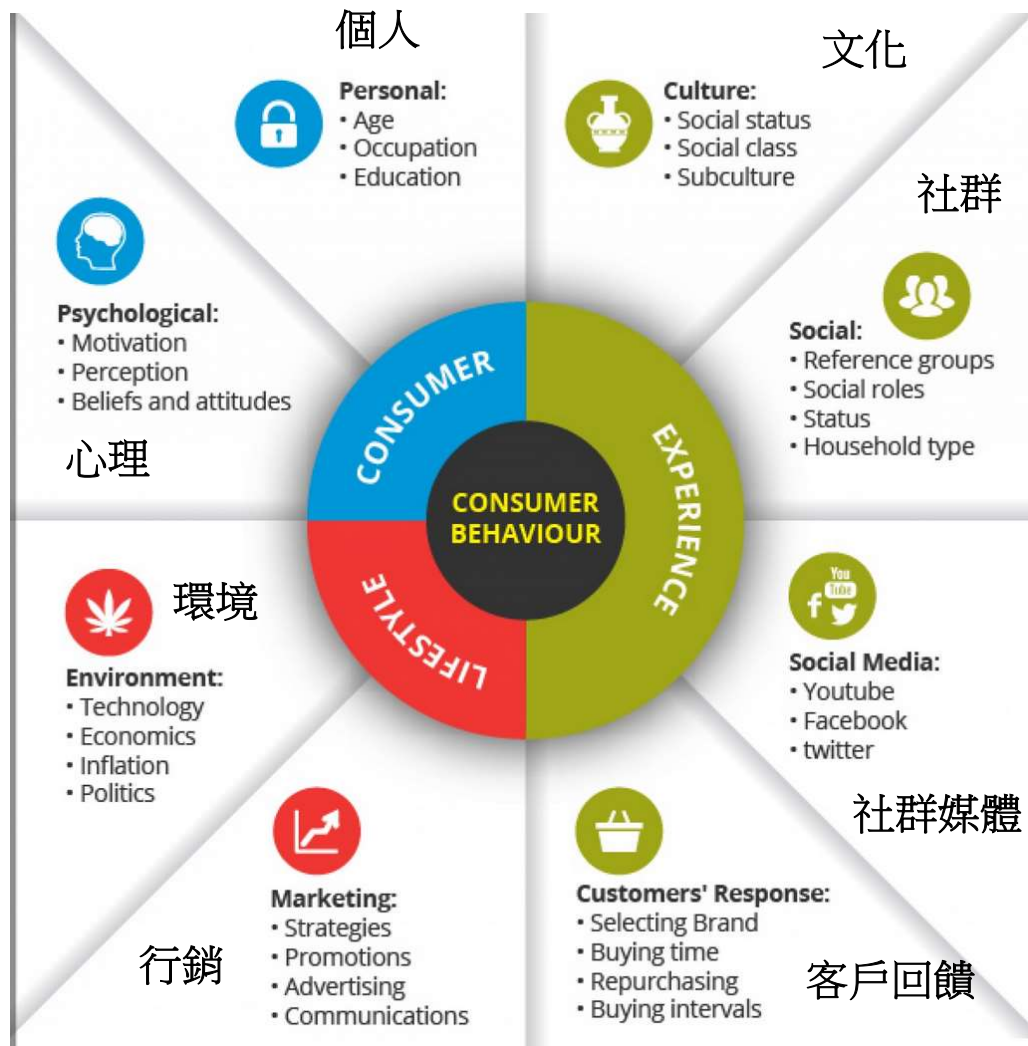 個人
Personal:
• Age
• Occupation
• Education
文化
Culture:
• Social status
• Social class
• Subculture
社群
Social:
• Reference groups
• Social roles
• Status
• Household type
Psychological:
• Motivation
• Perception
• Beliefs and attitudes
心理
CONSUMER
EXPERIENCE
LIFESTYLE
CONSUMER
BEHAVIOUR
環境
Environment:
• Technology
• Economics
• Inflation
• Politics
You
Tube
f
Social Media:
• Youtube
• Facebook
• twitter
社群媒體
Marketing:
• Strategies
• Promotions
• Advertising
• Communications
行銷
Customers' Response:
• Selecting Brand
• Buying time
• Repurchasing
• Buying intervals
客戶回饋